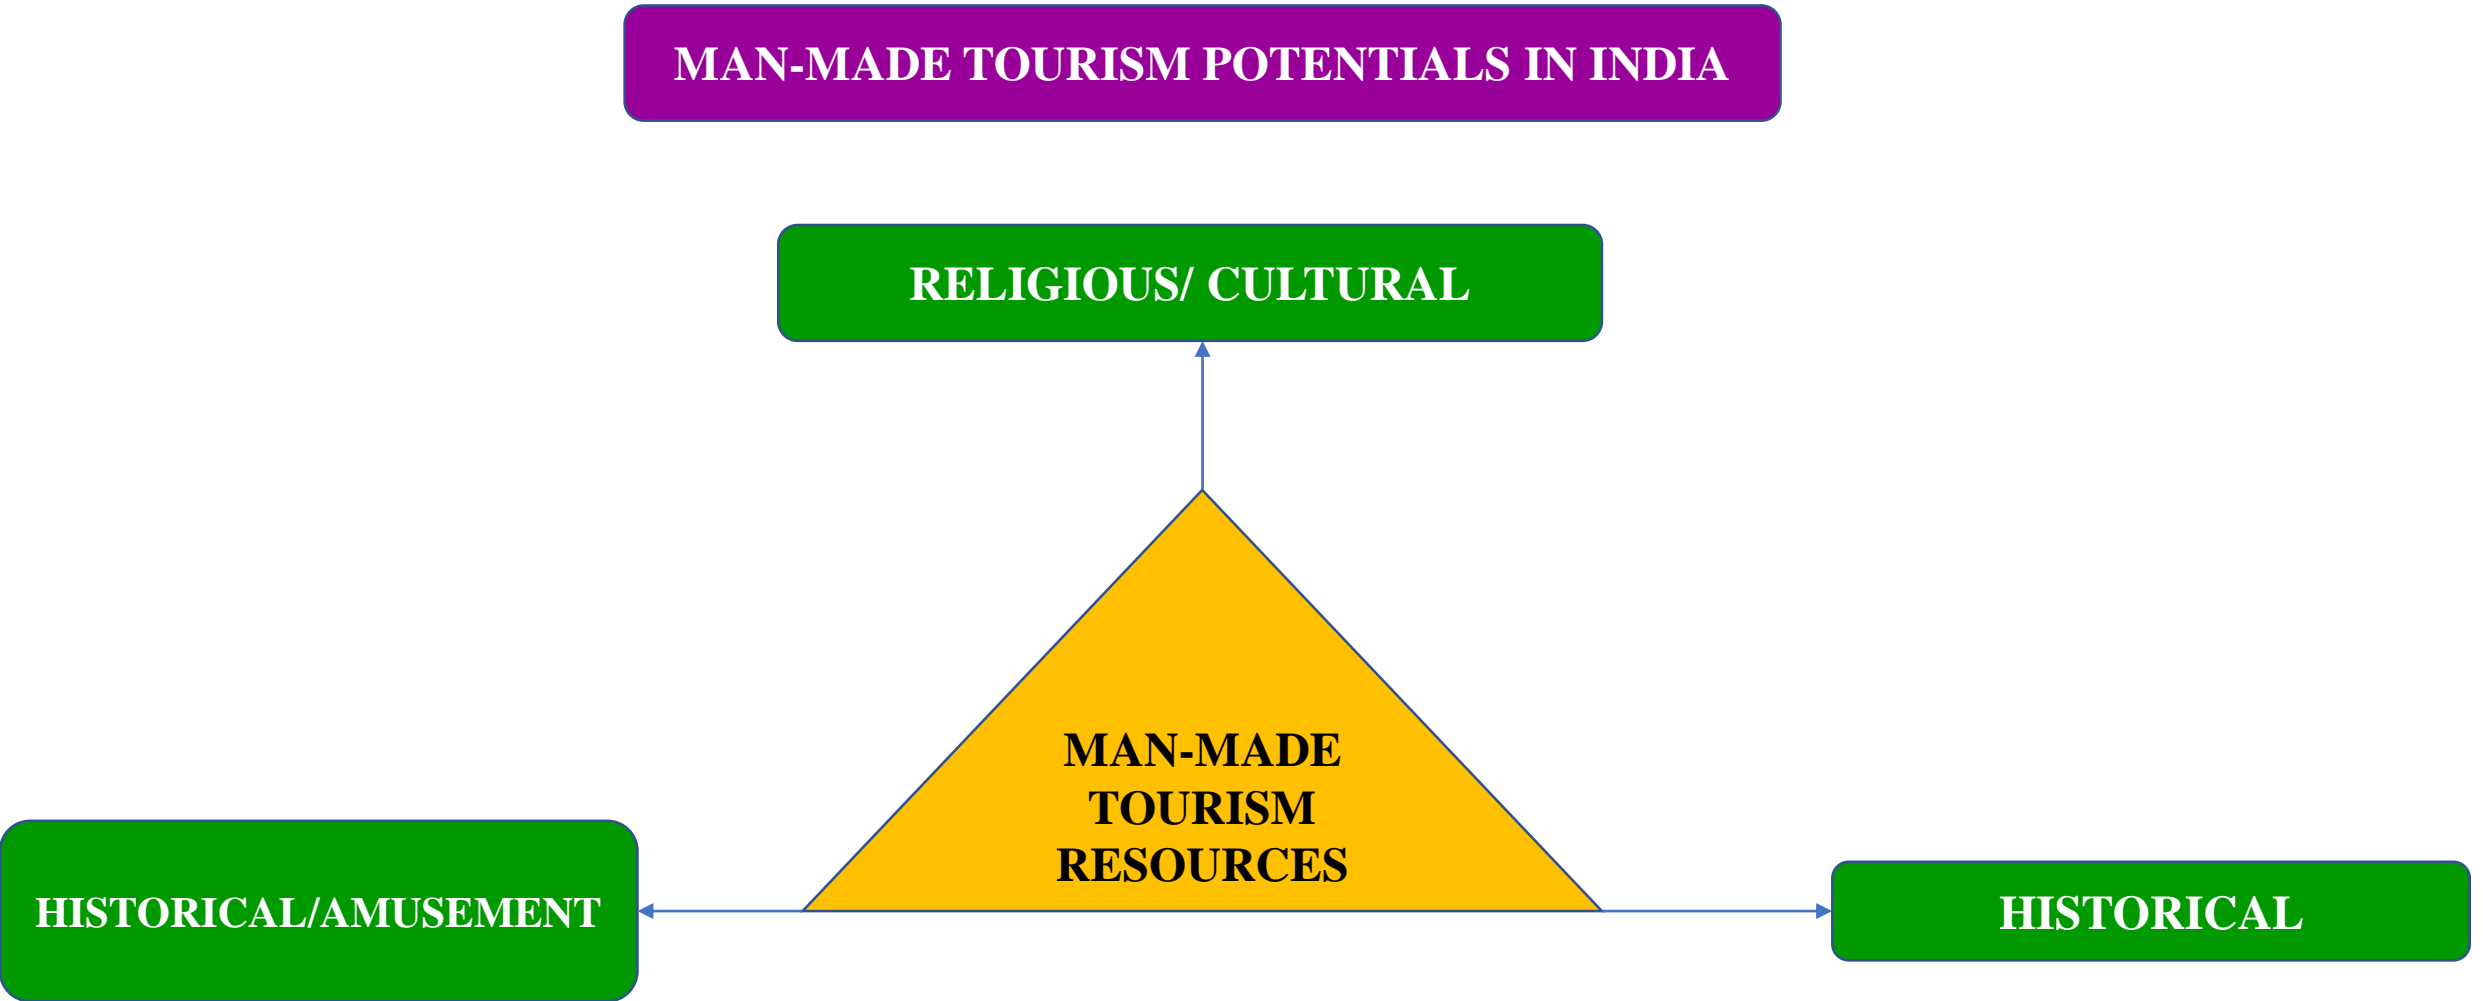 MAN-MADE TOURISM POTENTIALS IN INDIA
RELIGIOUS/ CULTURAL
MAN-MADE
TOURISM
RESOURCES
HISTORICAL/AMUSEMENT
HISTORICAL